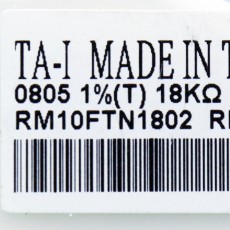 TA-I MADE IN
0805 1%(T) 18KΩ
RM10FTN1802